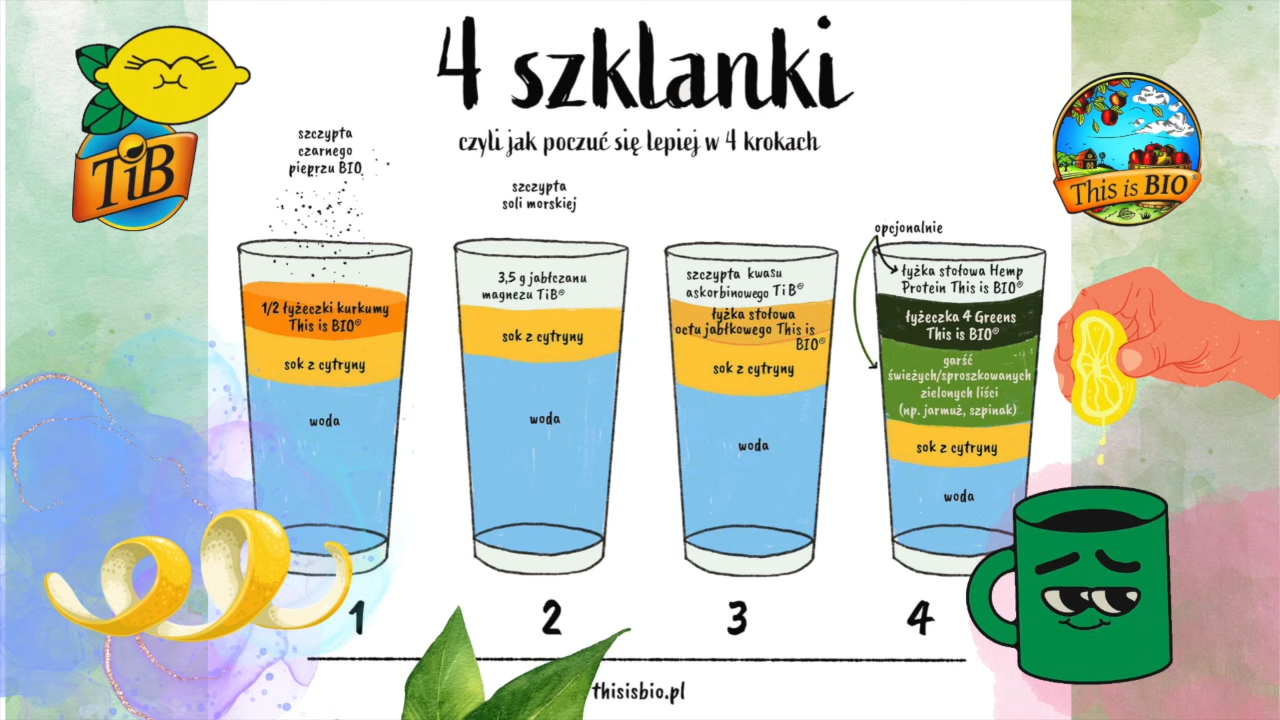 4 szklanki
czyli jak poczuć się lepiej w 4 krokach
TiB
This is BIO®
szczypta
czarnego
pieprzu BIO
1/2 łyżeczki kurkumy
This is BIO®
sok z cytryny
woda
1
szczypta
soli morskiej
3,5 g jabłczanu
magnezu TiB®
sok z cytryny
woda
2
szczypta kwasu
askorbinowego TiB®
łyżka stołowa
octu jabłkowego This is
BIO®
sok z cytryny
woda
3
opcjonalnie
łyżka stołowa Hemp
Protein This is BIO®
łyżeczka 4 Greens
This is BIO®
garść
świeżych/sproszkowanych
zielonych liści
(np. jarmuż, szpinak)
sok z cytryny
woda
4
thisisbio.pl